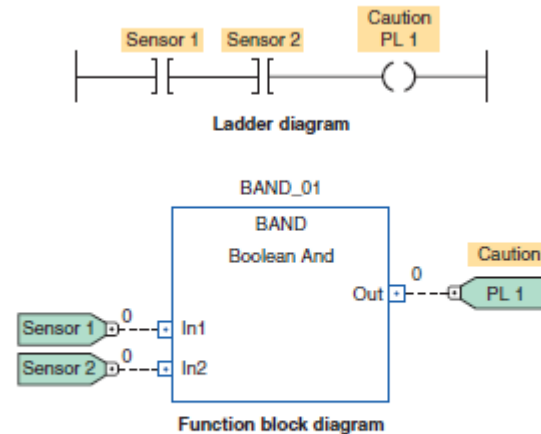 Caution
Sensor 1 Sensor 2 PL 1
Ladder diagram
BAND_01
BAND
Boolean And
Caution
0
Out PL 1
0
Sensor 1 In1
0
Sensor 2 In2
Function block diagram